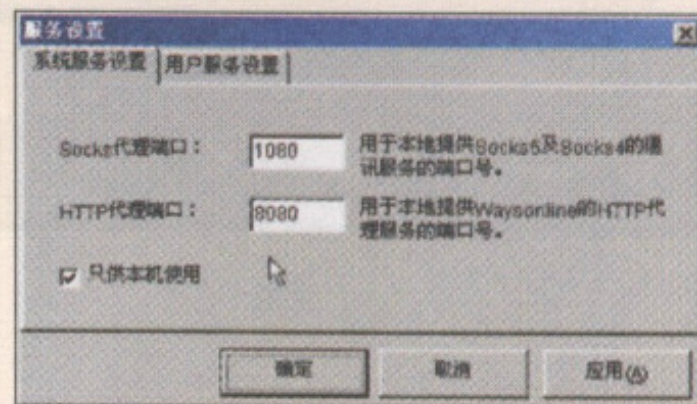 服务设置
系统服务设置 用户服务设置
Socks代理端口： 1080 用于本地提供Socks5及Socks4的通
讯服务的端口号。
HTTP代理端口： 8080 用于本地提供Waysonline的HTTP代
理服务的端口号。
只供本机使用
确定 取消 应用(A)